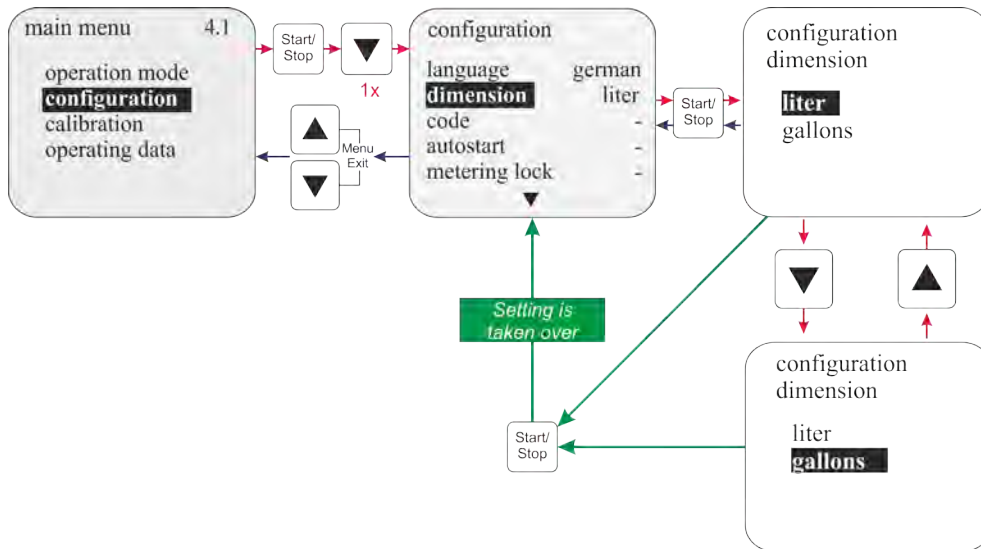 main menu 4.1
operation mode
configuration
calibration
operating data
Start/
Stop
1x
Menu
Exit
configuration
language german
dimension liter
code -
autostart -
metering lock -
Start/
Stop
configuration
dimension
liter
gallons
Setting is
taken over
Start/
Stop
configuration
dimension
liter
gallons